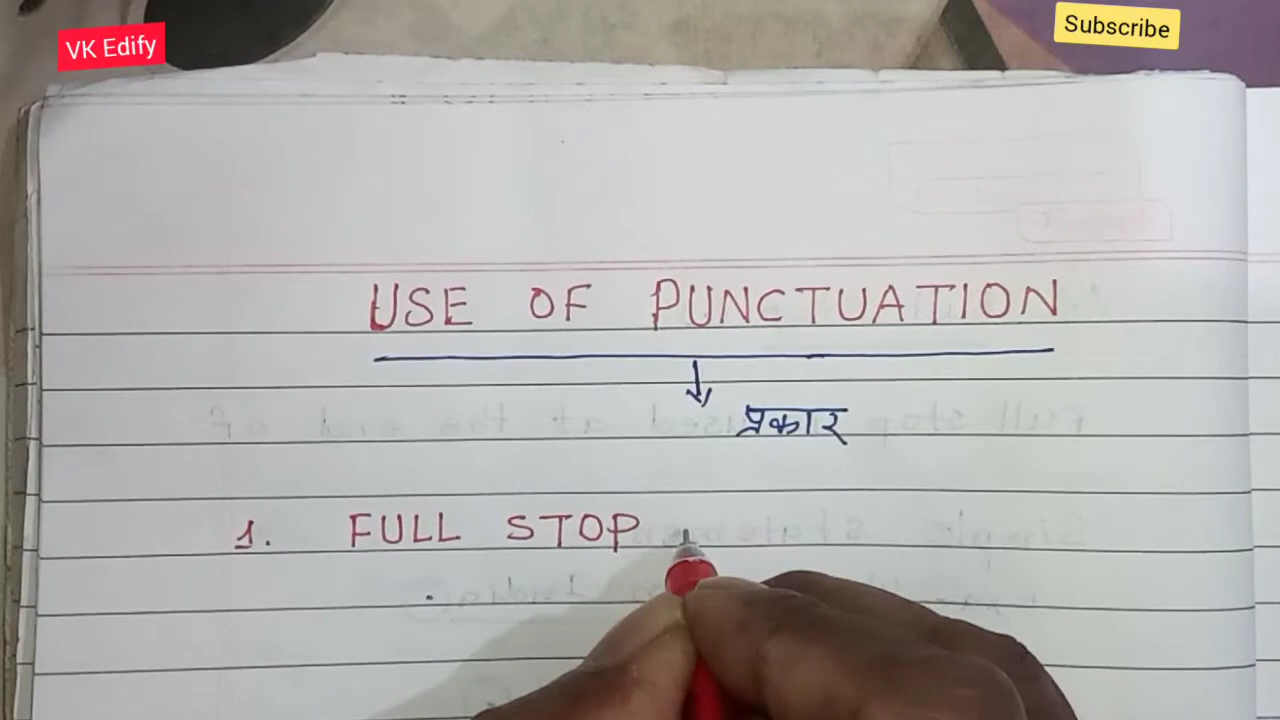 VK Edify
Subscribe
USE OF PUNCTUATION
प्रकार
1. FULL STOP